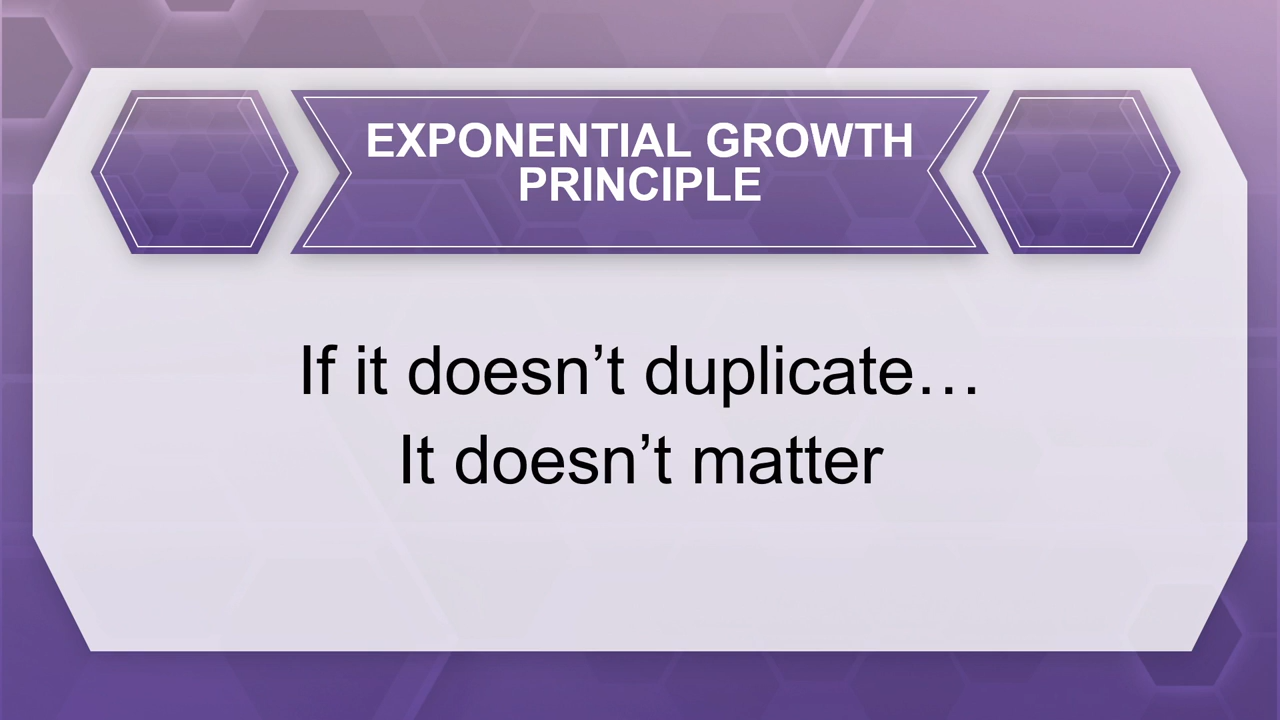 EXPONENTIAL GROWTH
PRINCIPLE
If it doesn’t duplicate…
It doesn’t matter